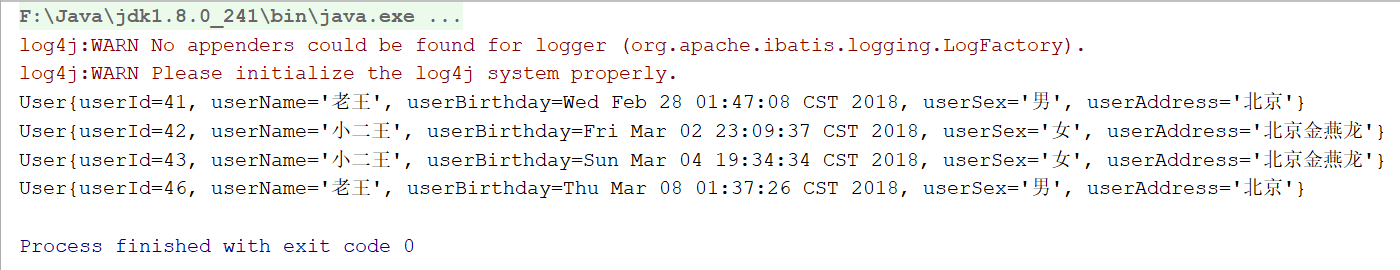 F:\Java\jdk1.8.0_241\bin\java.exe ...
log4j:WARN No appenders could be found for logger (org.apache.ibatis.logging.LogFactory).
log4j:WARN Please initialize the log4j system properly.
User{userId=41, userName='老王', userBirthday=Wed Feb 28 01:47:08 CST 2018, userSex='男', userAddress='北京'}
User{userId=42, userName='小二王', userBirthday=Fri Mar 02 23:09:37 CST 2018, userSex='女', userAddress='北京金燕龙'}
User{userId=43, userName='小二王', userBirthday=Sun Mar 04 19:34:34 CST 2018, userSex='女', userAddress='北京金燕龙'}
User{userId=46, userName='老王', userBirthday=Thu Mar 08 01:37:26 CST 2018, userSex='男', userAddress='北京'}
Process finished with exit code 0